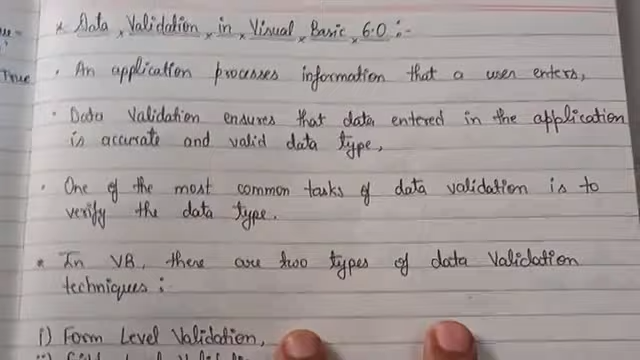 * Data x Validation x in x Visual x Basic x 6.0 :-
True
• An application processes information that a user enters,
• Data Validation ensures that data entered in the application
is accurate and valid data type,
• One of the most common tasks of data validation is to
verify the data type.
* In VB, there are two types of data validation
techniques :-
i) Form Level Validation,